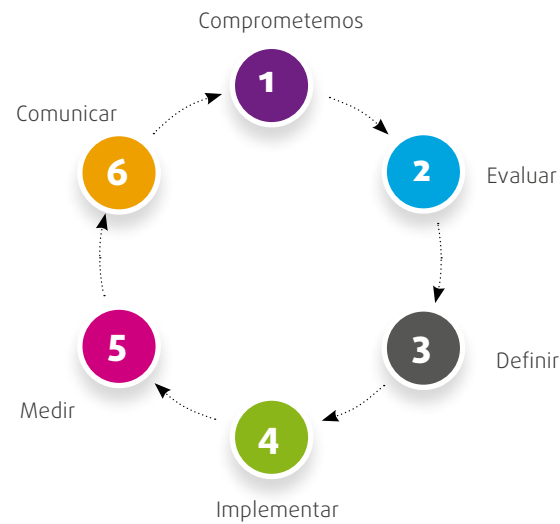 Comprometemos
1
2
Evaluar
3
Definir
4
Implementar
5
Medir
6
Comunicar